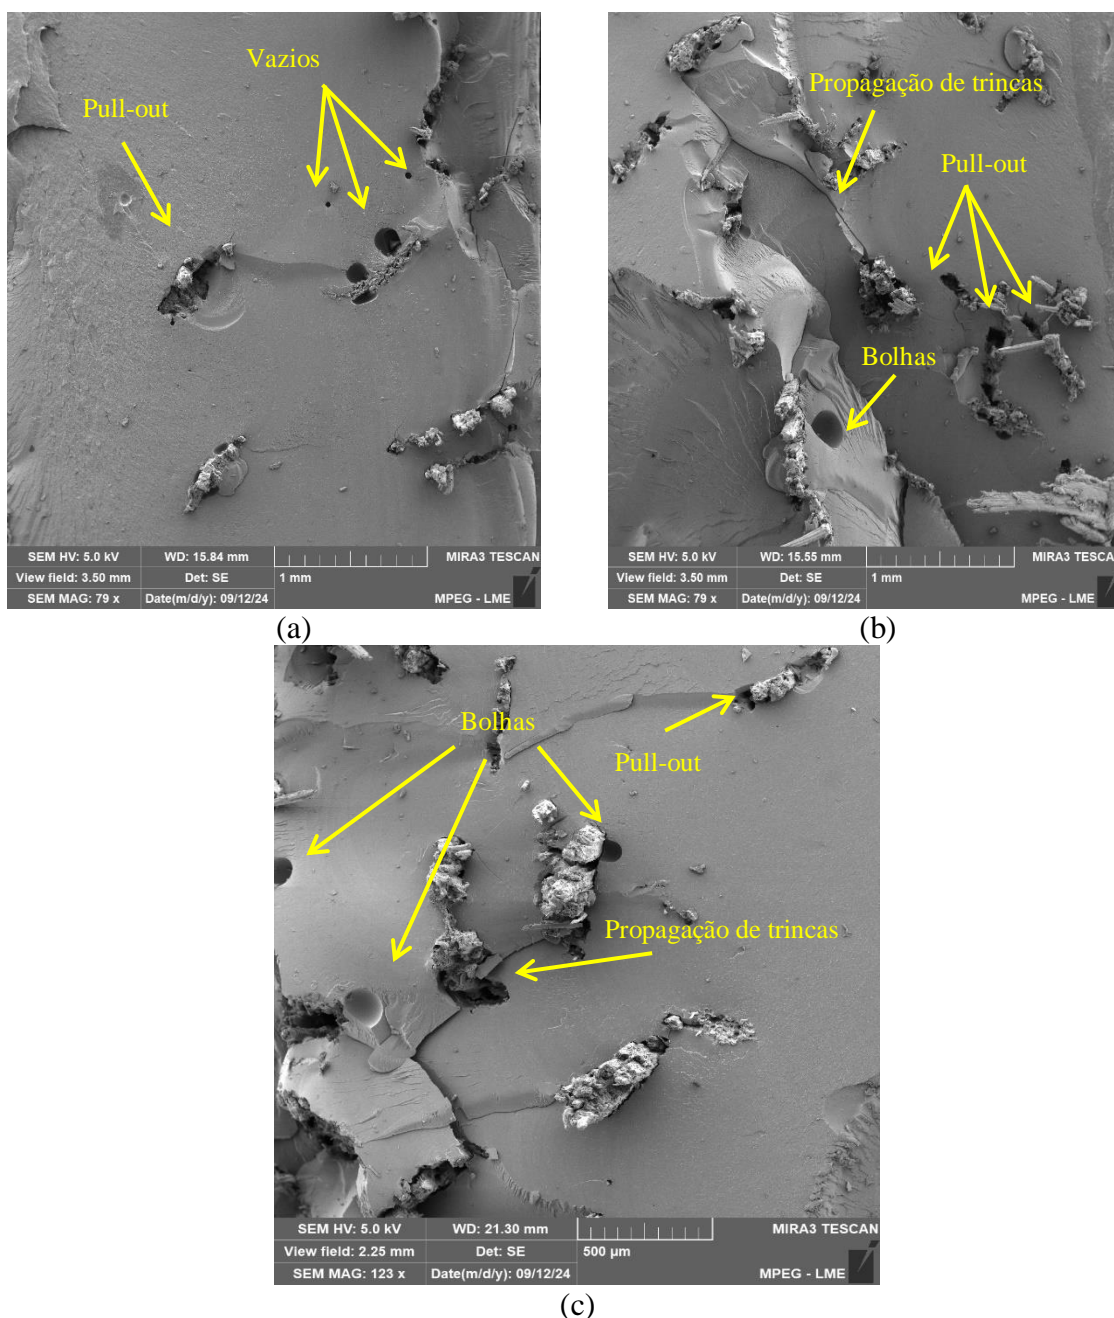 Vazios
Pull-out
SEM HV: 5.0 kV WD: 15.84 mm MIRA3 TESCAN
View field: 3.50 mm Det: SE 1 mm
SEM MAG: 79 x Date(m/d/y): 09/12/24 MPEG - LME
(a)
Propagação de trincas
Pull-out
Bolhas
SEM HV: 5.0 kV WD: 15.55 mm MIRA3 TESCA
View field: 3.50 mm Det: SE 1 mm
SEM MAG: 79 x Date(m/d/y): 09/12/24 MPEG - LME
(b)
Bolhas
Pull-out
Propagação de trincas
SEM HV: 5.0 kV WD: 21.30 mm MIRA3 TESCAN
View field: 2.25 mm Det: SE 500 µm
SEM MAG: 123 x Date(m/d/y): 09/12/24 MPEG - LME
(c)